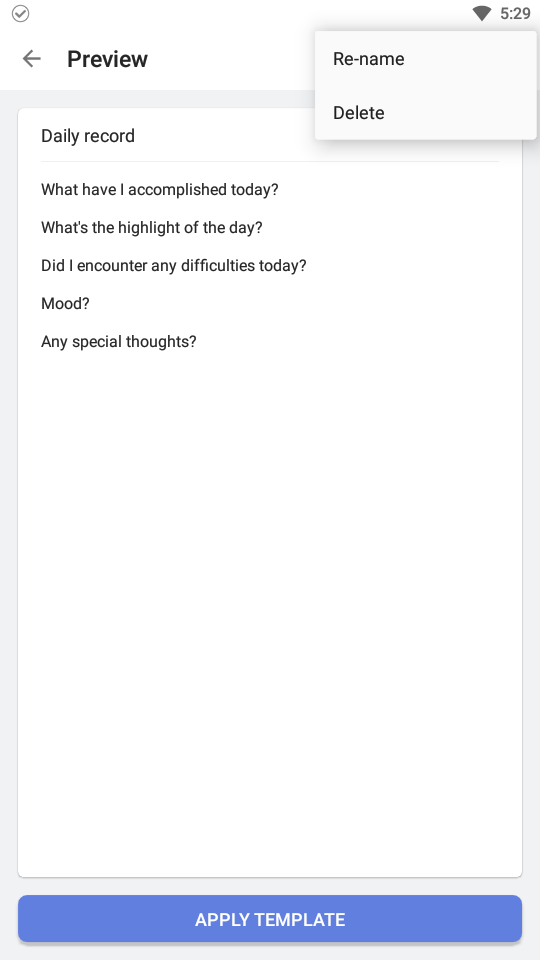 5:29
Preview
Re-name
Delete
Daily record
What have I accomplished today?
What's the highlight of the day?
Did I encounter any difficulties today?
Mood?
Any special thoughts?
APPLY TEMPLATE